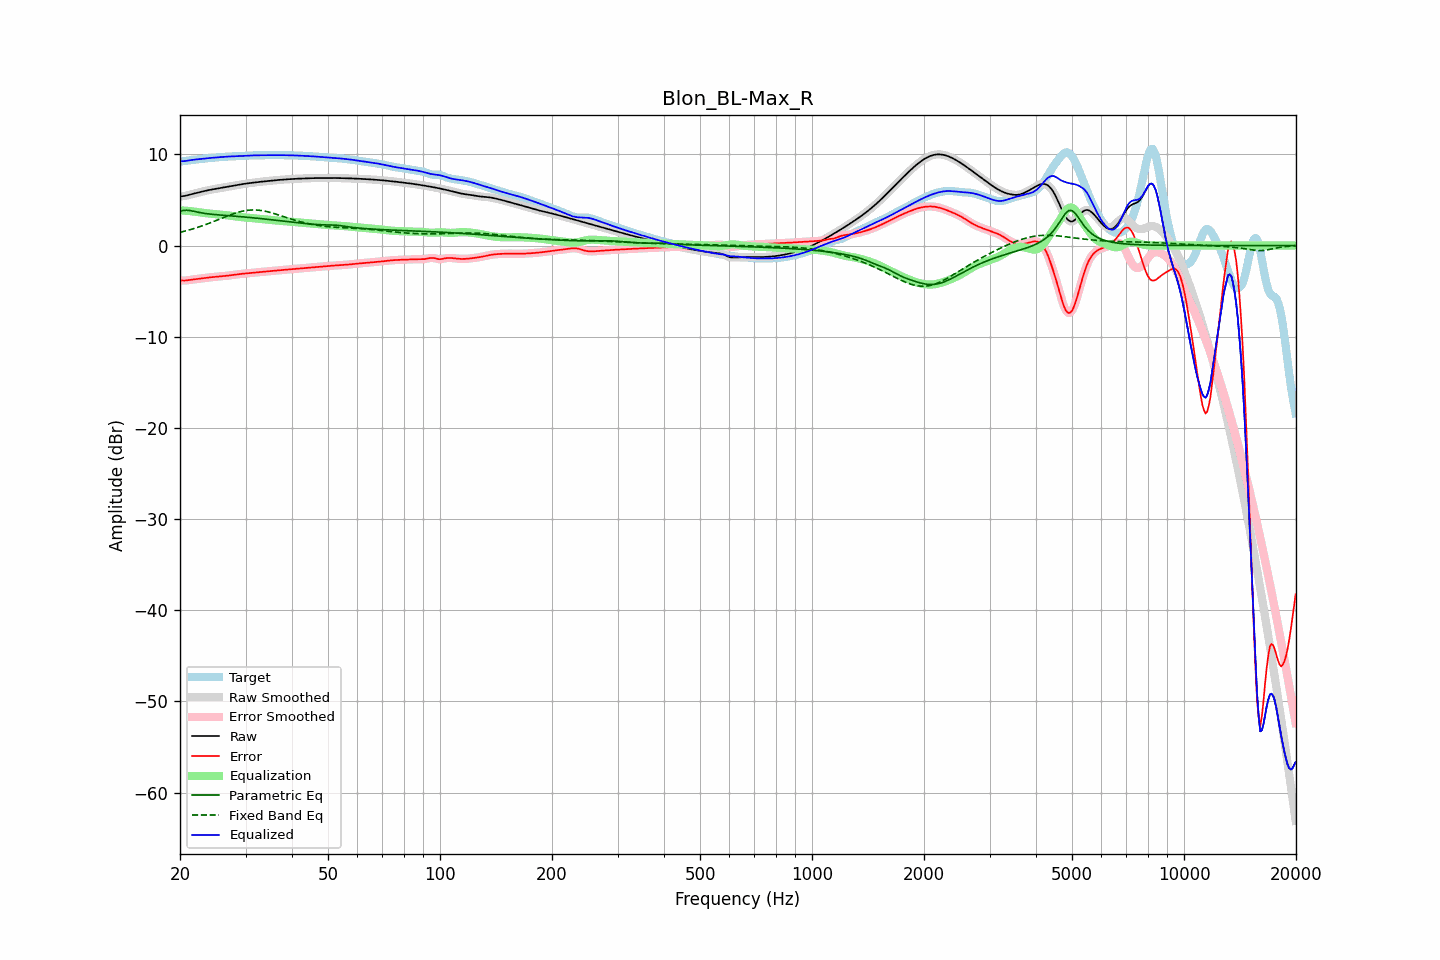 Blon_BL-Max_R
Amplitude (dBr)
10
0
−10
−20
−30
−40
−50
−60
Target
Raw Smoothed
Error Smoothed
Raw
Error
Equalization
Parametric Eq
Fixed Band Eq
Equalized
20 50 100 200 500 1000 2000 5000 10000 20000
Frequency (Hz)